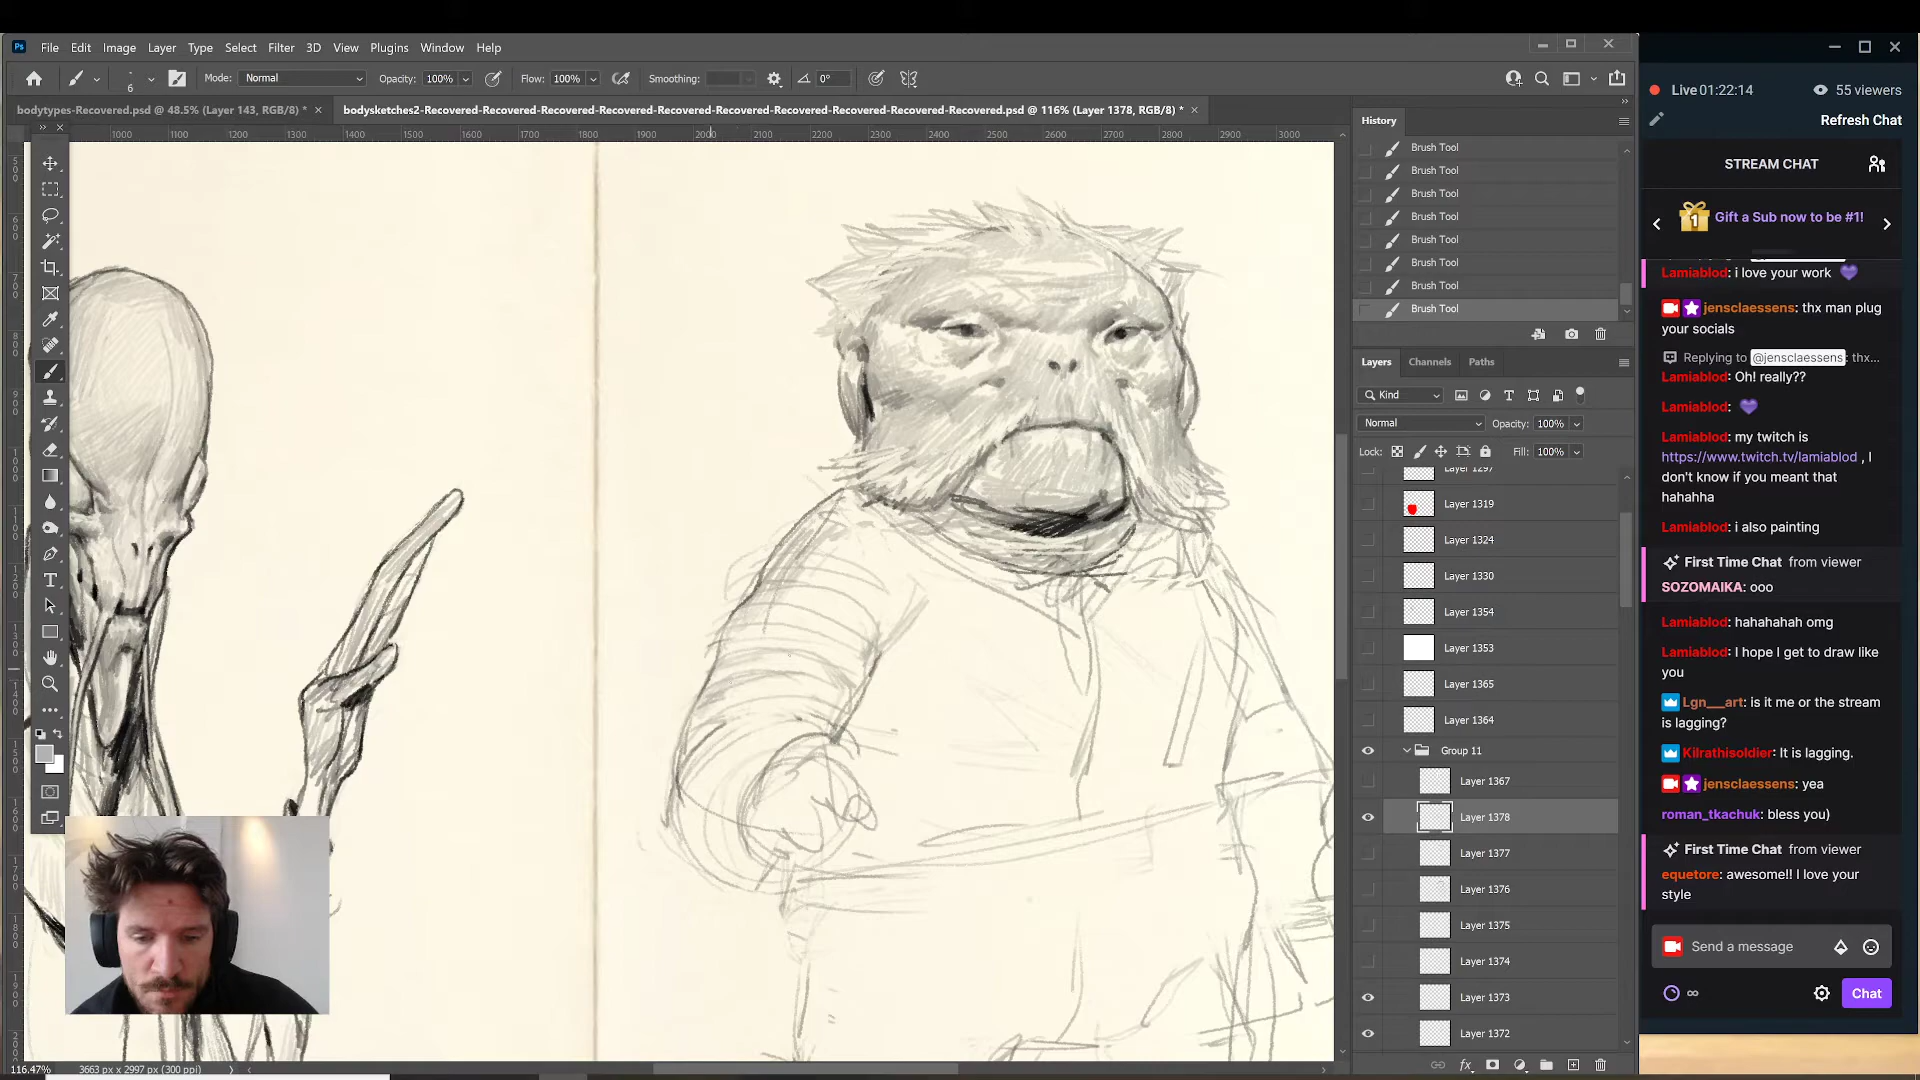 Ps File Edit Image Layer Type Select Filter 3D View Plugins Window Help
6 Mode: Normal Opacity: 100% Flow: 100% Smoothing: 0°
bodytypes-Recovered.psd @ 48.5% (Layer 143, RGB/8) * ×
bodysketches2-Recovered-Recovered-Recovered-Recovered-Recovered-Recovered-Recovered-Recovered-Recovered-Recovered.psd @ 116% (Layer 1378, RGB/8) * ×
1000 1100 1200 1300 1400 1500 1600 1700 1800 1900 2000 2100 2200 2300 2400 2500 2600 2700 2800 2900 3000
History
Brush Tool
Brush Tool
Brush Tool
Brush Tool
Brush Tool
Brush Tool
Brush Tool
Brush Tool
Layers Channels Paths
Kind
Normal Opacity: 100%
Lock: Fill: 100%
Layer 1297
Layer 1319
Layer 1324
Layer 1330
Layer 1354
Layer 1353
Layer 1365
Layer 1364
Group 11
Layer 1367
Layer 1378
Layer 1377
Layer 1376
Layer 1375
Layer 1374
Layer 1373
Layer 1372
fx
116.47% 3663 px x 2997 px (300 ppi)
Live 01:22:14 55 viewers
Refresh Chat
STREAM CHAT
1 Gift a Sub now to be #1!
Lamiablod: i love your work
jensclaessens: thx man plug
your socials
Replying to @jensclaessens: thx...
Lamiablod: Oh! really??
Lamiablod:
Lamiablod: my twitch is
https://www.twitch.tv/lamiablod , I
don't know if you meant that
hahahha
Lamiablod: i also painting
First Time Chat from viewer
SOZOMAIKA: ooo
Lamiablod: hahahahah omg
Lamiablod: I hope I get to draw like
you
Lgn___art: is it me or the stream
is lagging?
Kilrathisoldier: It is lagging.
jensclaessens: yea
roman_tkachuk: bless you)
First Time Chat from viewer
equetore: awesome!! I love your
style
Send a message
∞ Chat